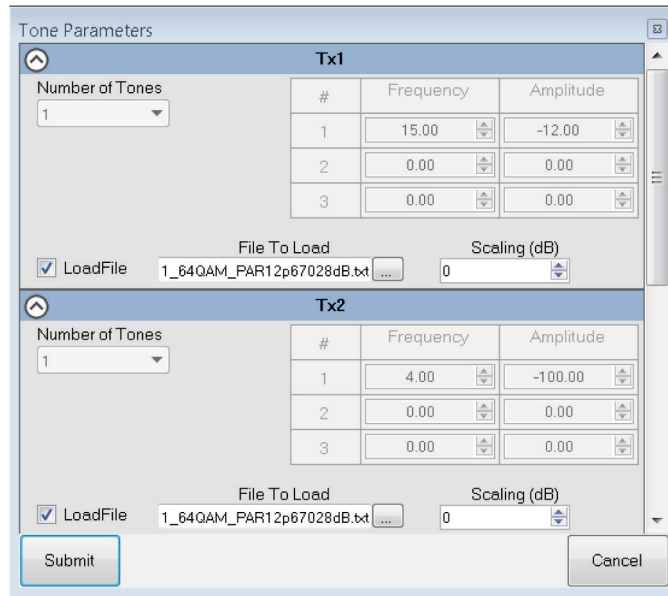 Tone Parameters
Tx1
Number of Tones
1
# Frequency Amplitude
1 15.00 -12.00
2 0.00 0.00
3 0.00 0.00
File To Load Scaling (dB)
LoadFile 1_64QAM_PAR12p67028dB.txt ... 0
Tx2
Number of Tones
1
# Frequency Amplitude
1 4.00 -100.00
2 0.00 0.00
3 0.00 0.00
File To Load Scaling (dB)
LoadFile 1_64QAM_PAR12p67028dB.txt ... 0
Submit Cancel